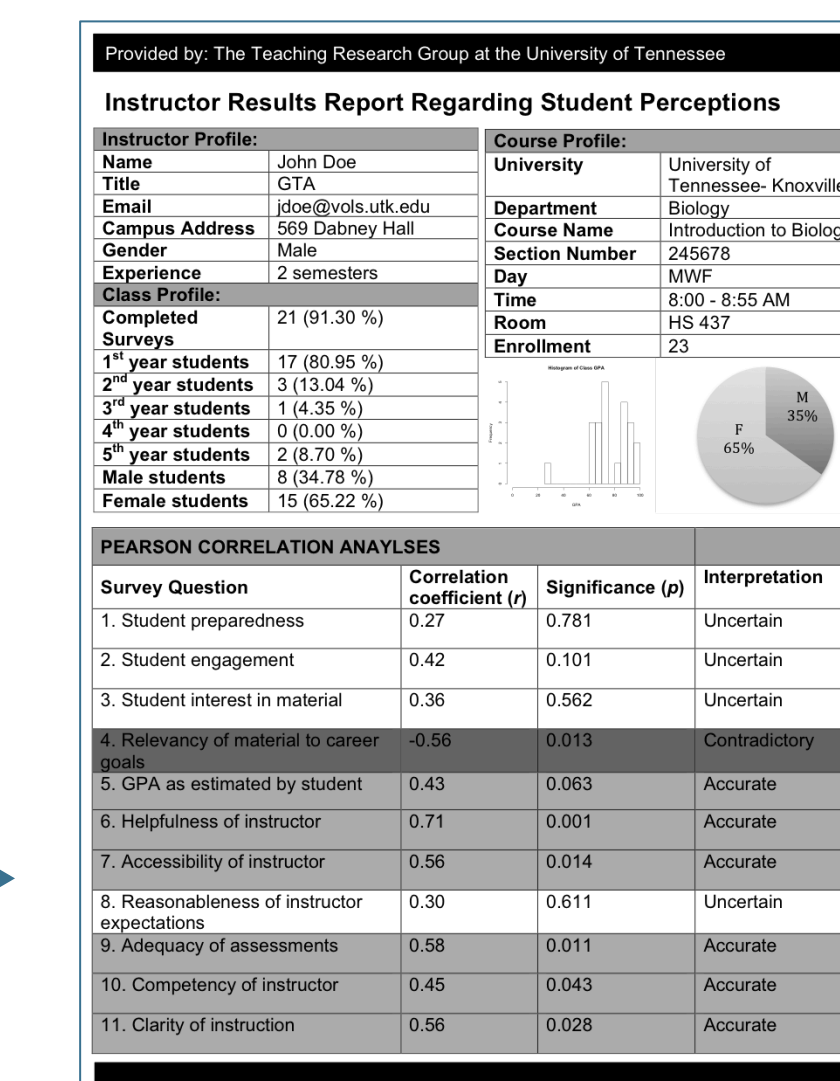 Provided by: The Teaching Research Group at the University of Tennessee
Instructor Results Report Regarding Student Perceptions
Instructor Profile:
Name John Doe
Title GTA
Email jdoe@vols.utk.edu
Campus Address 569 Dabney Hall
Gender Male
Experience 2 semesters
Class Profile:
Completed 21 (91.30 %)
Surveys
1st year students 17 (80.95 %)
2nd year students 3 (13.04 %)
3rd year students 1 (4.35 %)
4th year students 0 (0.00 %)
5th year students 2 (8.70 %)
Male students 8 (34.78 %)
Female students 15 (65.22 %)
Course Profile:
University University of
Tennessee- Knoxville
Department Biology
Course Name Introduction to Biolog
Section Number 245678
Day MWF
Time 8:00 - 8:55 AM
Room HS 437
Enrollment 23
Histogram of Class GPA
Frequency
0 20 40 60 80 100
GPA
M
35%
F
65%
PEARSON CORRELATION ANAYLSES
Survey Question Correlation coefficient (r) Significance (p) Interpretation
1. Student preparedness 0.27 0.781 Uncertain
2. Student engagement 0.42 0.101 Uncertain
3. Student interest in material 0.36 0.562 Uncertain
4. Relevancy of material to career -0.56 0.013 Contradictory
goals
5. GPA as estimated by student 0.43 0.063 Accurate
6. Helpfulness of instructor 0.71 0.001 Accurate
7. Accessibility of instructor 0.56 0.014 Accurate
8. Reasonableness of instructor 0.30 0.611 Uncertain
expectations
9. Adequacy of assessments 0.58 0.011 Accurate
10. Competency of instructor 0.45 0.043 Accurate
11. Clarity of instruction 0.56 0.028 Accurate